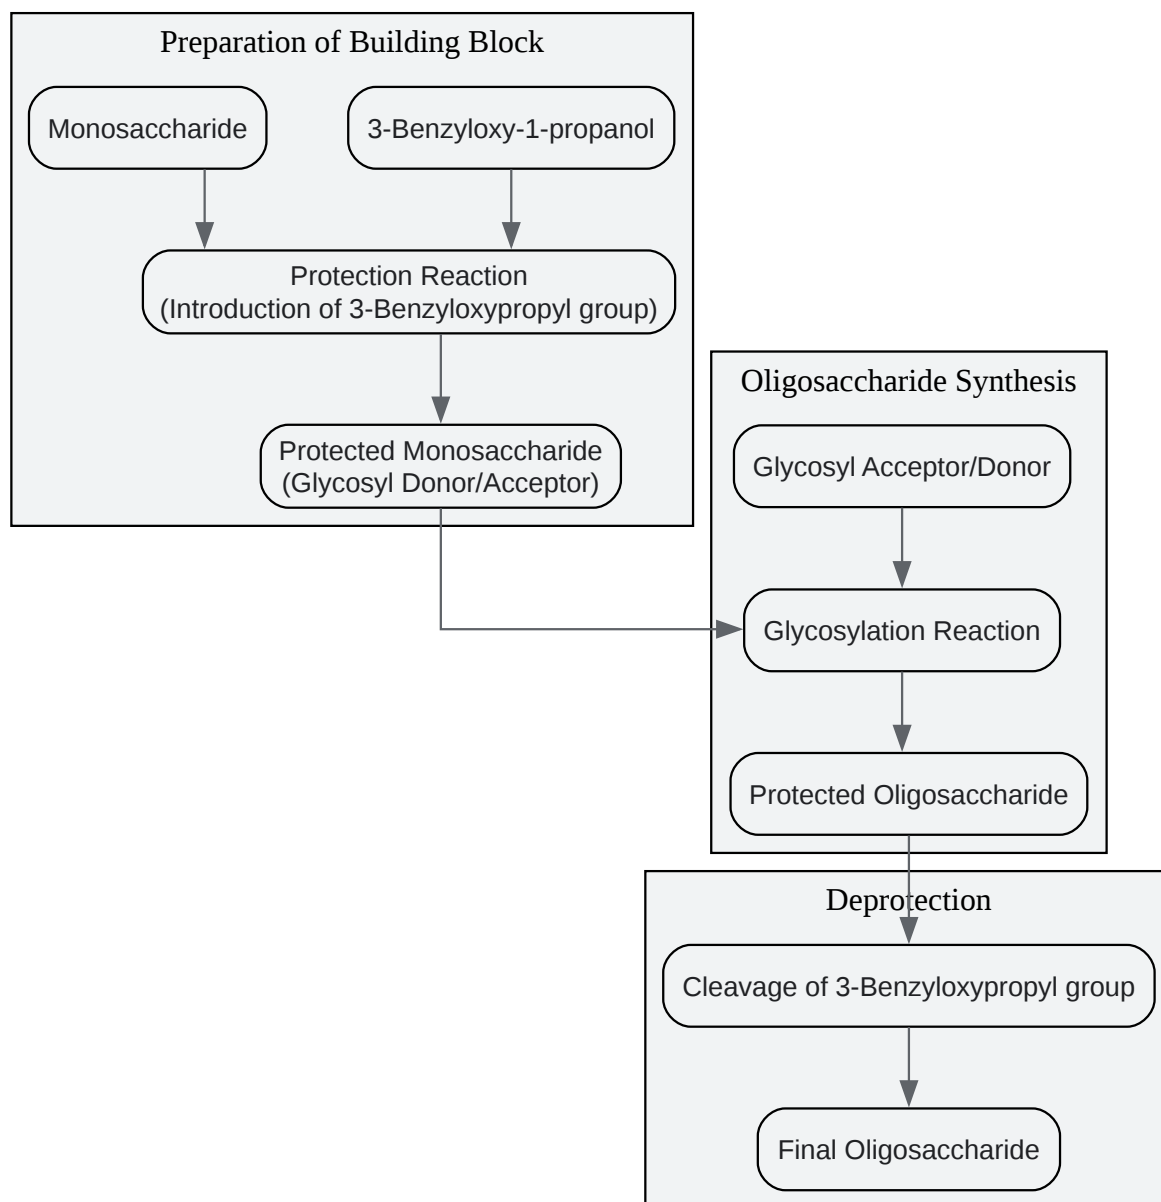 Preparation of Building Block
Monosaccharide
3-Benzyloxy-1-propanol
Protection Reaction
(Introduction of 3-Benzyloxypropyl group)
Protected Monosaccharide
(Glycosyl Donor/Acceptor)
Oligosaccharide Synthesis
Glycosyl Acceptor/Donor
Glycosylation Reaction
Protected Oligosaccharide
Deprotection
Cleavage of 3-Benzyloxypropyl group
Final Oligosaccharide